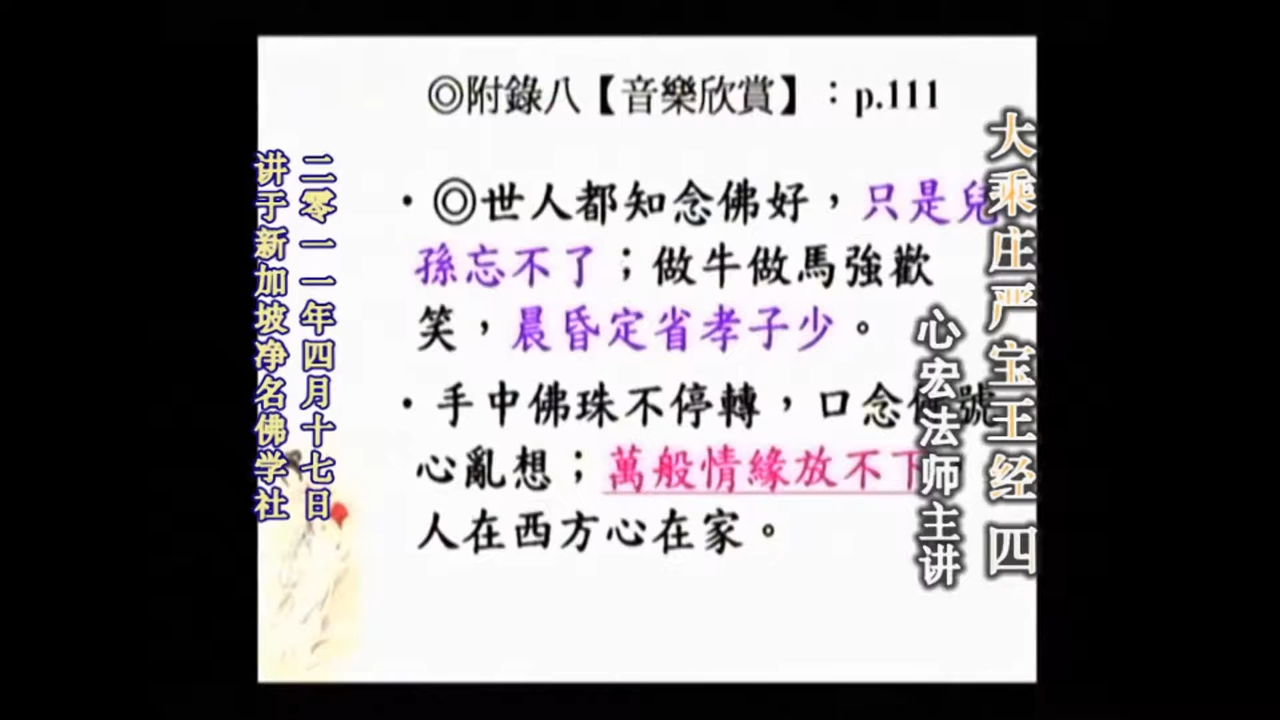 ◎附錄八【音樂欣賞】：p.111
• ◎世人都知念佛好，只是兒
孫忘不了；做牛做馬強歡
笑，晨昏定省孝子少。
• 手中佛珠不停轉，口念佛號
心亂想；萬般情緣放不下
人在西方心在家。
大乘庄严宝王经 四
心宏法师主讲
二零一一年四月十七日
讲于新加坡净名佛学社